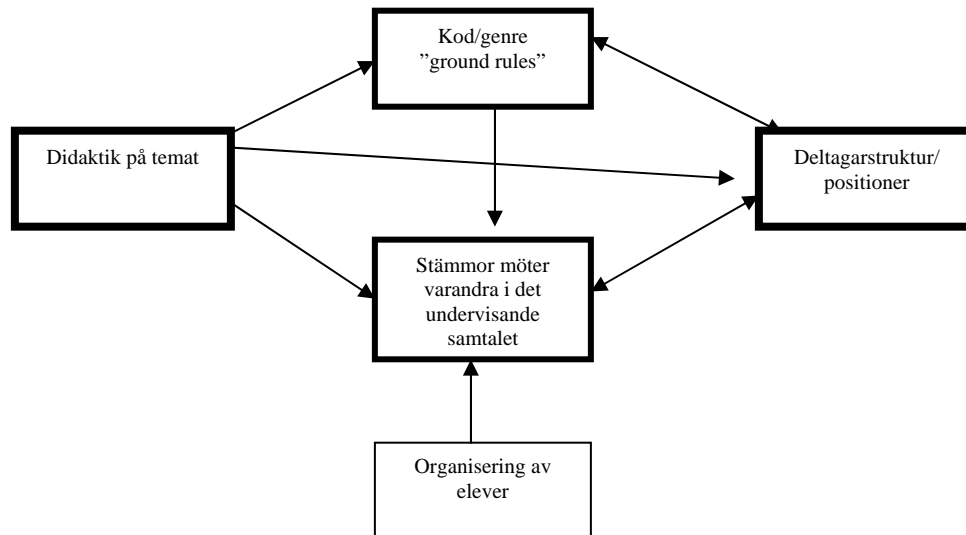 Kod/genre
”ground rules”
Didaktik på temat
Deltagarstruktur/
positioner
Stämmor möter
varandra i det
undervisande
samtalet
Organisering av
elever